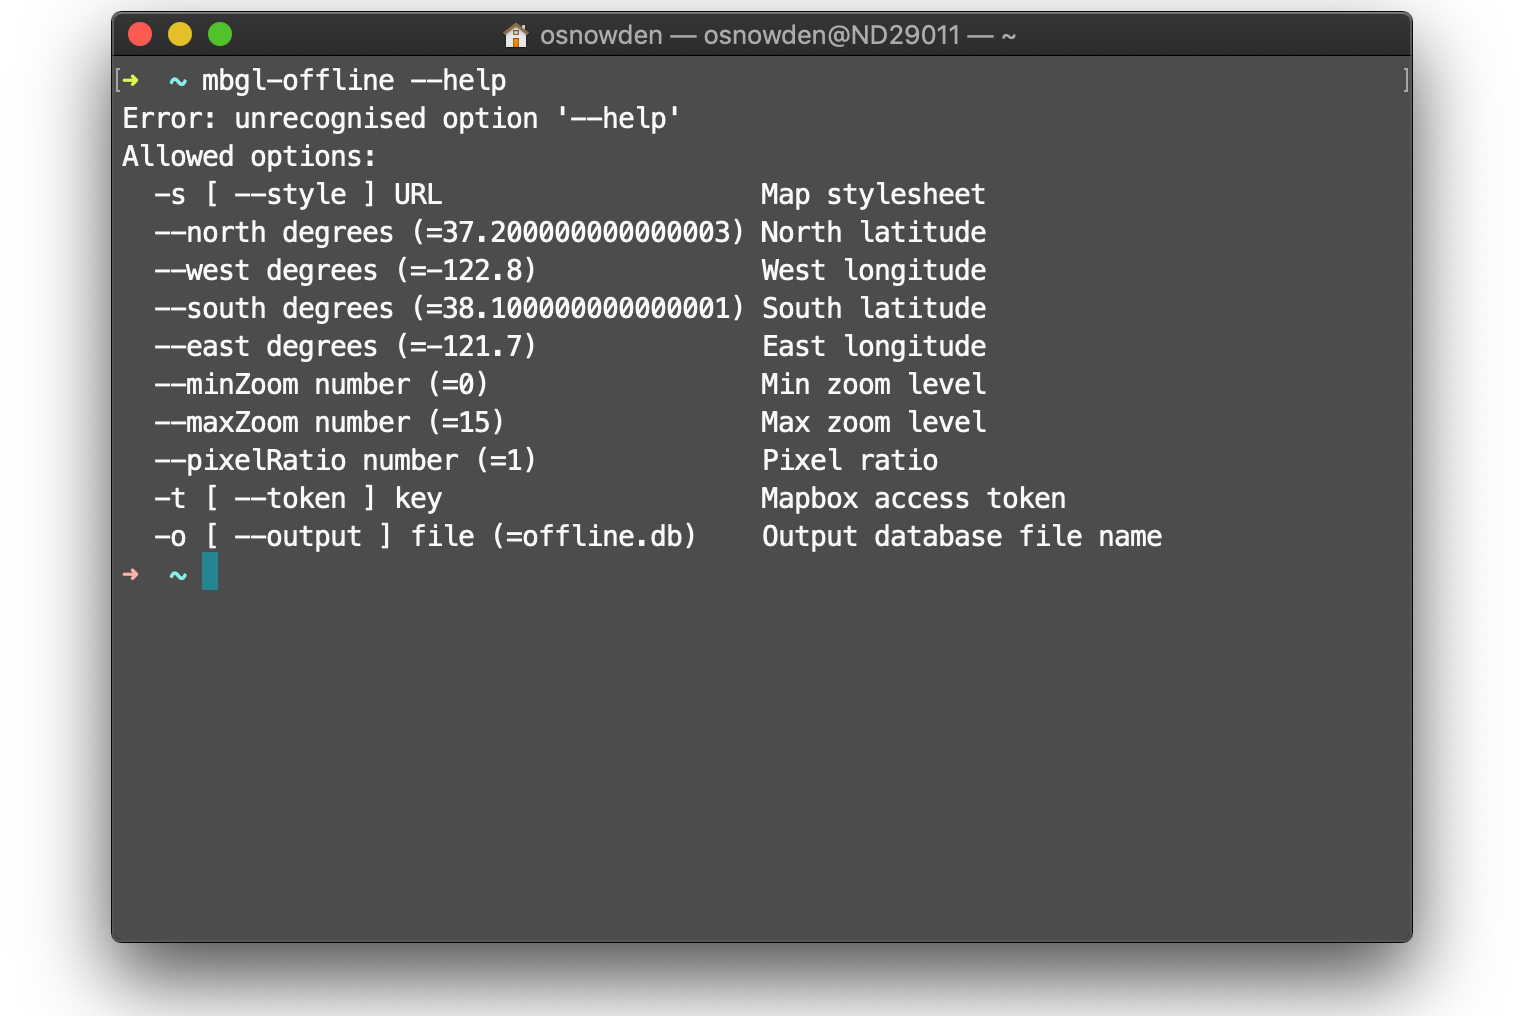 osnowden — osnowden@ND29011 — ~
[➜  ~ mbgl-offline --help ]
Error: unrecognised option '--help'
Allowed options:
  -s [ --style ] URL                    Map stylesheet
  --north degrees (=37.200000000000003) North latitude
  --west degrees (=-122.8)              West longitude
  --south degrees (=38.100000000000001) South latitude
  --east degrees (=-121.7)              East longitude
  --minZoom number (=0)                 Min zoom level
  --maxZoom number (=15)                Max zoom level
  --pixelRatio number (=1)              Pixel ratio
  -t [ --token ] key                    Mapbox access token
  -o [ --output ] file (=offline.db)    Output database file name
➜  ~